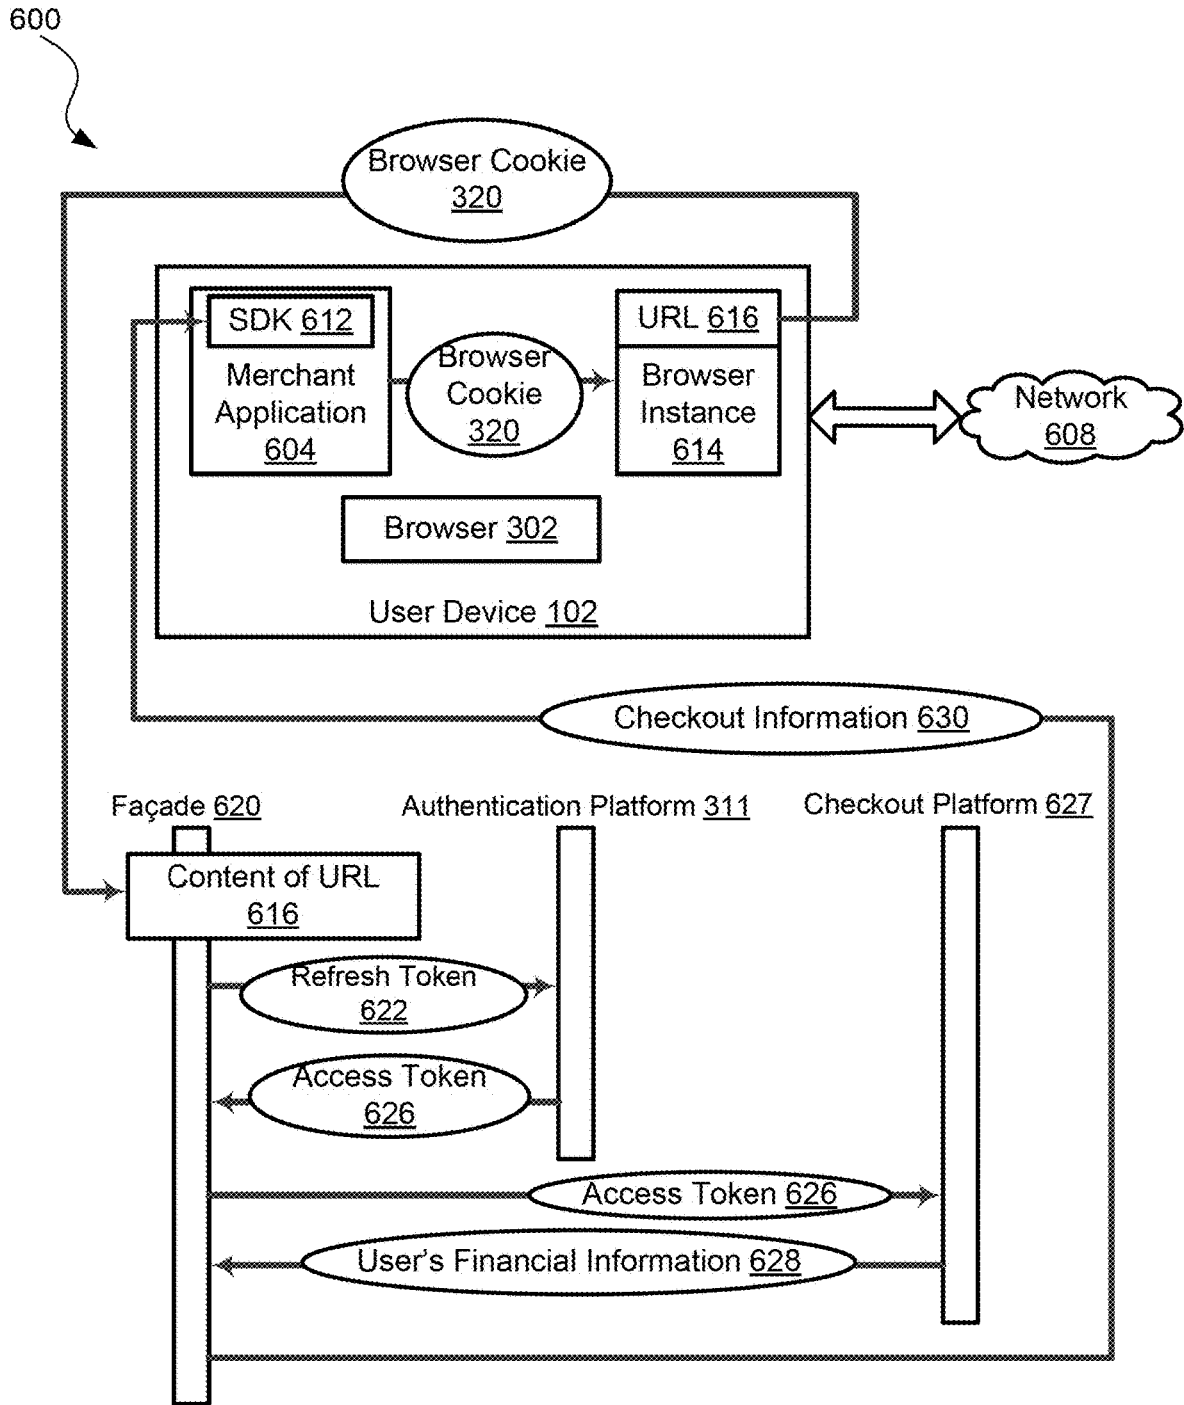 600
Browser Cookie
320
SDK 612
Merchant
Application
604
Browser
Cookie
320
URL 616
Browser
Instance
614
Network
608
Browser 302
User Device 102
Checkout Information 630
Façade 620
Authentication Platform 311
Checkout Platform 627
Content of URL
616
Refresh Token
622
Access Token
626
Access Token 626
User's Financial Information 628